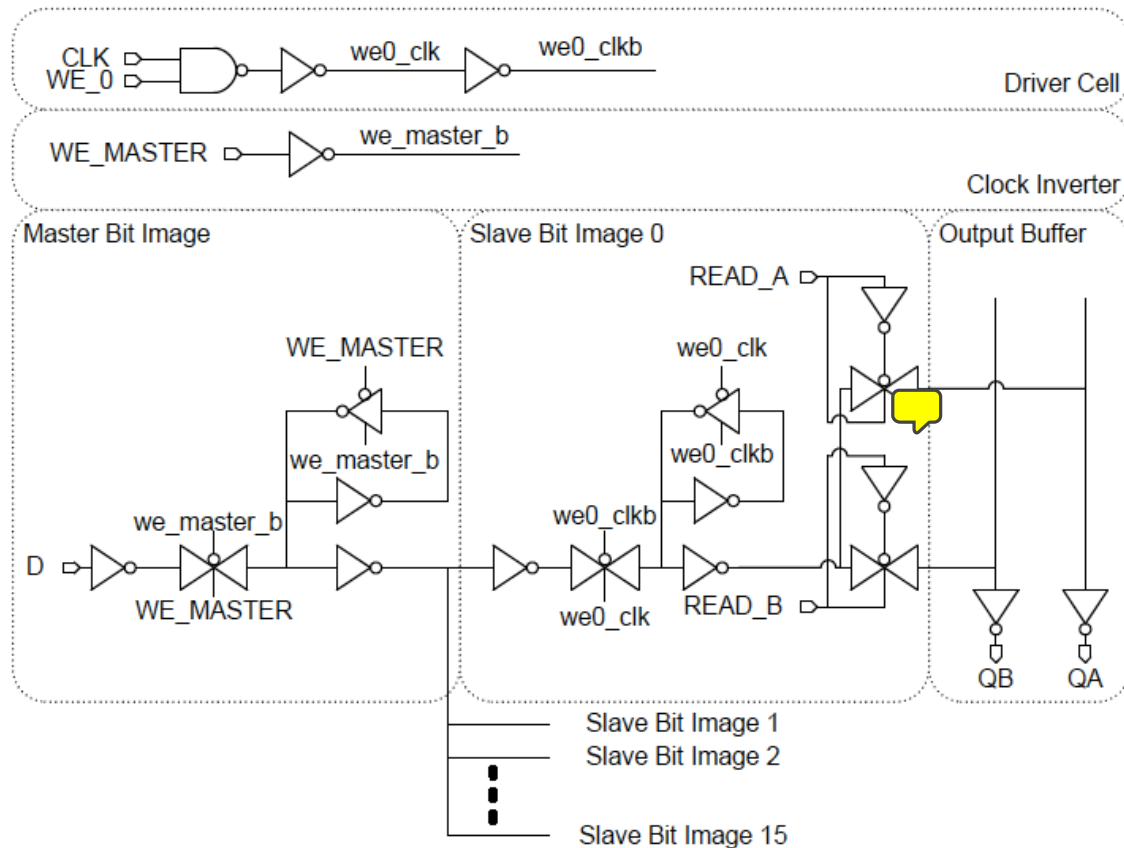 CLK
WE_0
we0_clk
we0_clkb
Driver Cell
WE_MASTER
we_master_b
Clock Inverter
Master Bit Image
Slave Bit Image 0
Output Buffer
READ_A
WE_MASTER
we0_clk
we_master_b
we0_clkb
we_master_b
we0_clkb
D
WE_MASTER
we0_clk
READ_B
QB
QA
Slave Bit Image 1
Slave Bit Image 2
Slave Bit Image 15